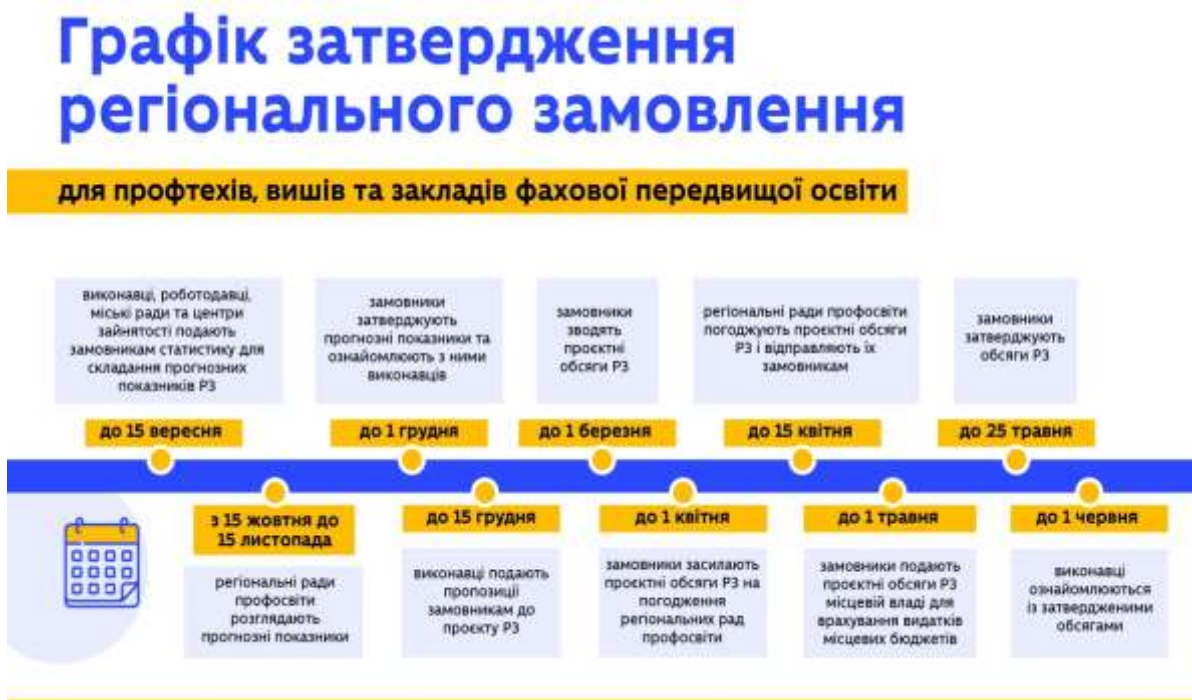 Графік затвердження
регіонального замовлення
для профтехів, вишів та закладів фахової передвищої освіти
виконавці, роботодавці,
міські ради та центри
зайнятості подають
замовникам статистику для
складання прогнозних
показників РЗ
до 15 вересня
з 15 жовтня до
15 листопада
регіональні ради
профосвіти
розглядають
прогнозні показники
замовники
затверджують
прогнозні показники та
ознайомлюють з ними
виконавців
до 1 грудня
до 15 грудня
виконавці подають
пропозиції
замовникам до
проєкту РЗ
замовники
зводять
проєктні
обсяги РЗ
до 1 березня
до 1 квітня
замовники засилають
проєктні обсяги РЗ на
погодження
регіональних рад
профосвіти
регіональні ради профосвіти
погоджують проєктні обсяги
РЗ і відправляють їх
замовникам
до 15 квітня
до 1 травня
замовники подають
проєктні обсяги РЗ
місцевій владі для
врахування видатків
місцевих бюджетів
замовники
затверджують
обсяги РЗ
до 25 травня
до 1 червня
виконавці
ознайомлюються
із затвердженими
обсягами